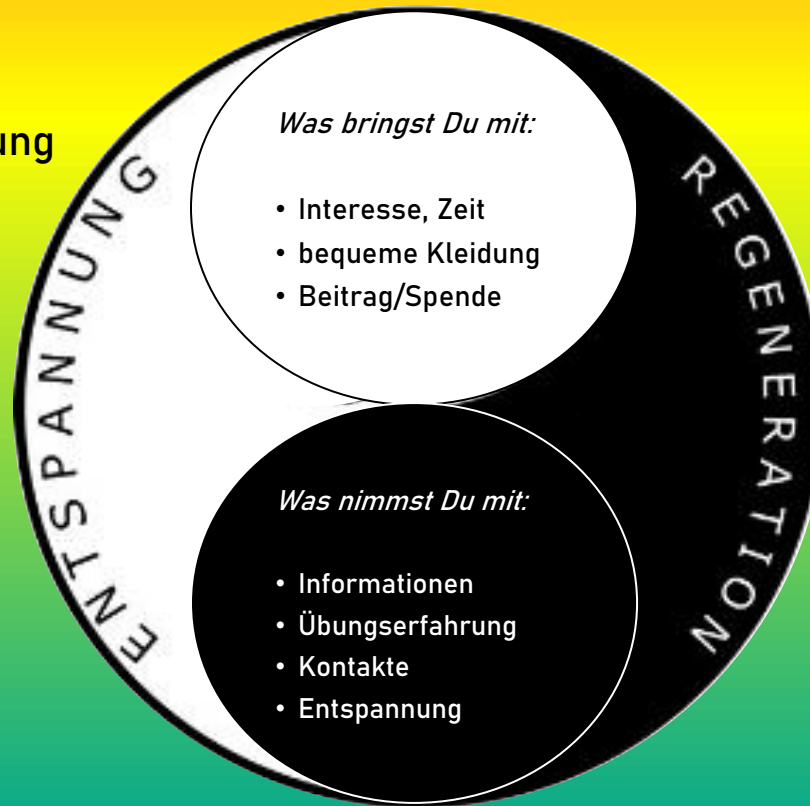 ung
Was bringst Du mit:
• Interesse, Zeit
• bequeme Kleidung
• Beitrag/Spende
ENTSPANNUNG
REGENERATION
Was nimmst Du mit:
• Informationen
• Übungserfahrung
• Kontakte
• Entspannung